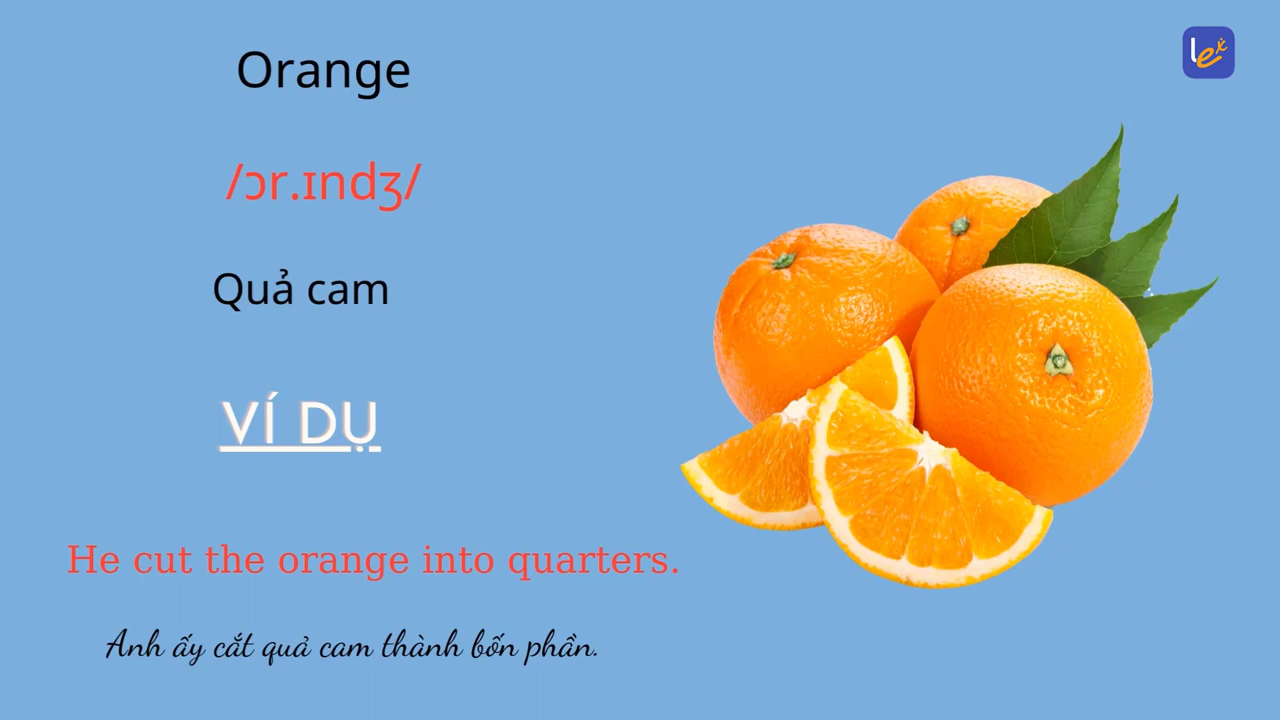 Orange
/ɔr.ɪndʒ/
Quả cam
VÍ DỤ
He cut the orange into quarters.
Anh ấy cắt quả cam thành bốn phần.
lex